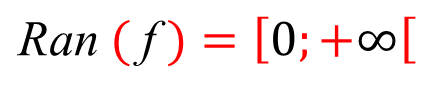 Ran (f) = [0; +∞[